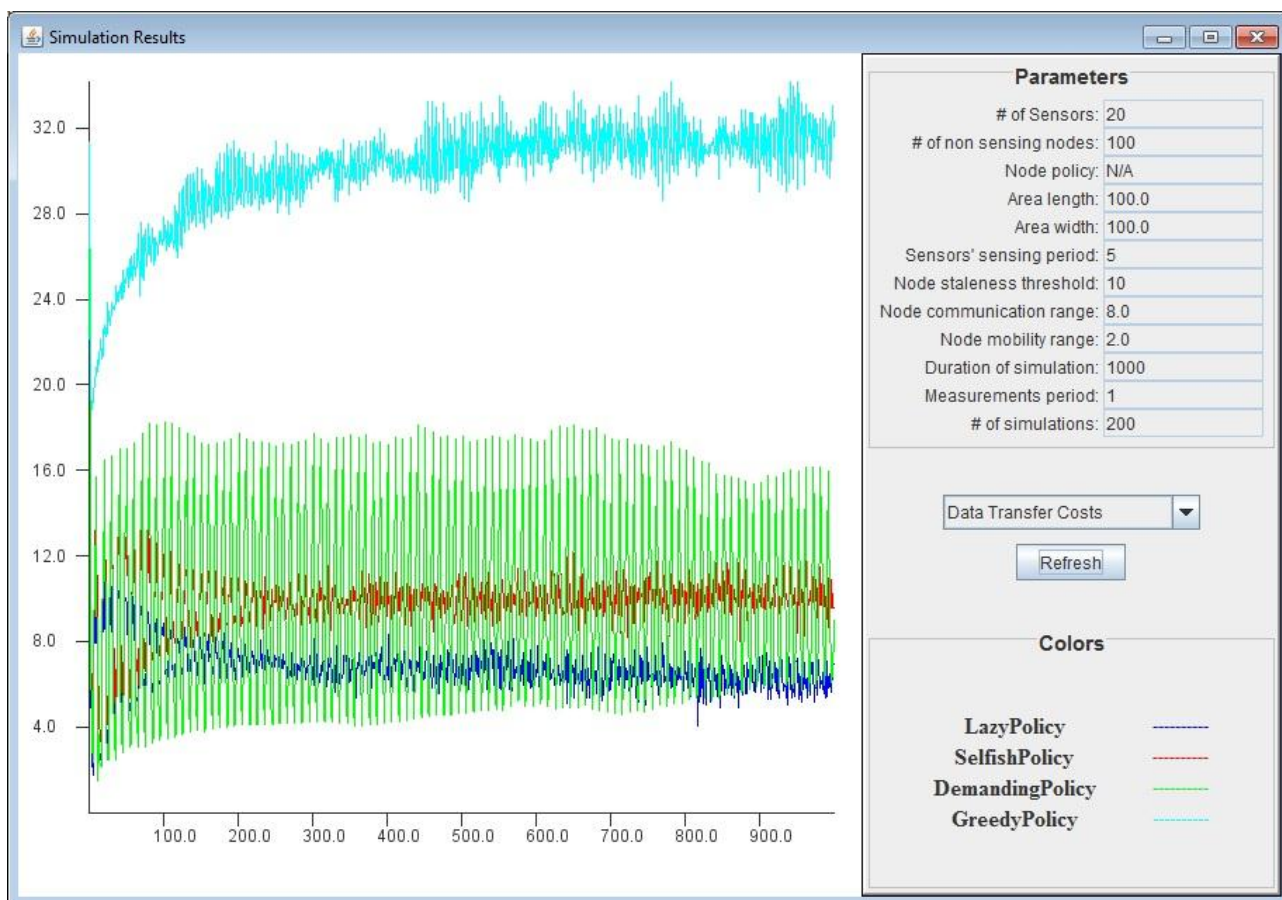 Simulation Results
32.0
28.0
24.0
20.0
16.0
12.0
8.0
4.0
100.0 200.0 300.0 400.0 500.0 600.0 700.0 800.0 900.0
Parameters
# of Sensors: 20
# of non sensing nodes: 100
Node policy: N/A
Area length: 100.0
Area width: 100.0
Sensors' sensing period: 5
Node staleness threshold: 10
Node communication range: 8.0
Node mobility range: 2.0
Duration of simulation: 1000
Measurements period: 1
# of simulations: 200
Data Transfer Costs
Refresh
Colors
LazyPolicy
SelfishPolicy
DemandingPolicy
GreedyPolicy